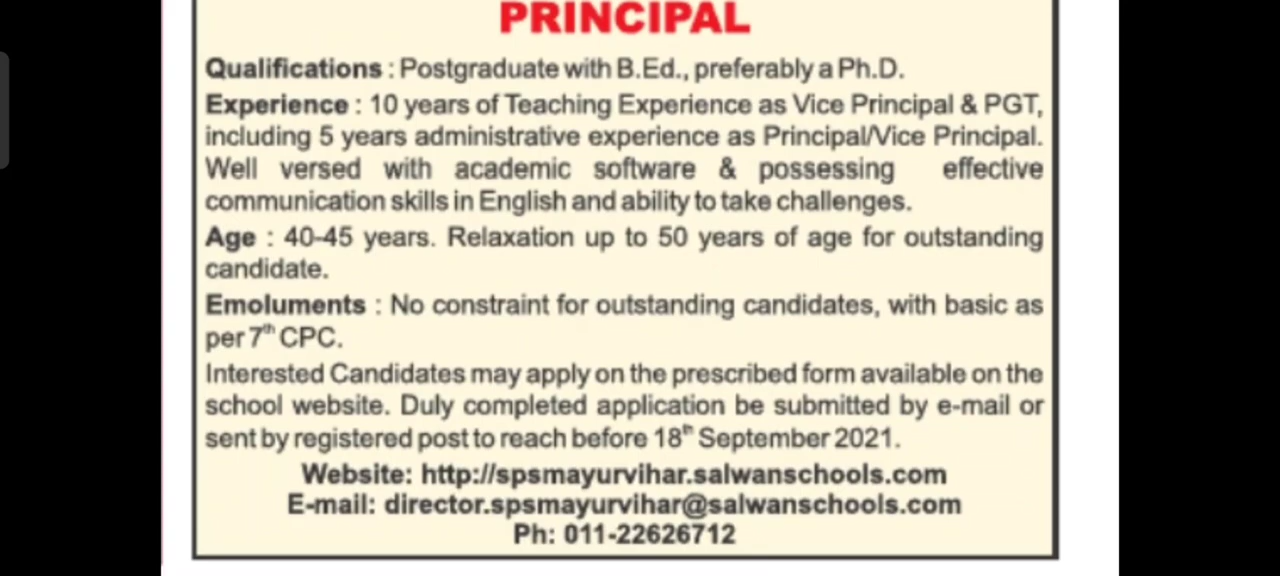 PRINCIPAL
Qualifications : Postgraduate with B.Ed., preferably a Ph.D.
Experience : 10 years of Teaching Experience as Vice Principal & PGT,
including 5 years administrative experience as Principal/Vice Principal.
Well versed with academic software & possessing effective
communication skills in English and ability to take challenges.
Age : 40-45 years. Relaxation up to 50 years of age for outstanding
candidate.
Emoluments : No constraint for outstanding candidates, with basic as
per 7th CPC.
Interested Candidates may apply on the prescribed form available on the
school website. Duly completed application be submitted by e-mail or
sent by registered post to reach before 18th September 2021.
Website: http://spsmayurvihar.salwanschools.com
E-mail: director.spsmayurvihar@salwanschools.com
Ph: 011-22626712